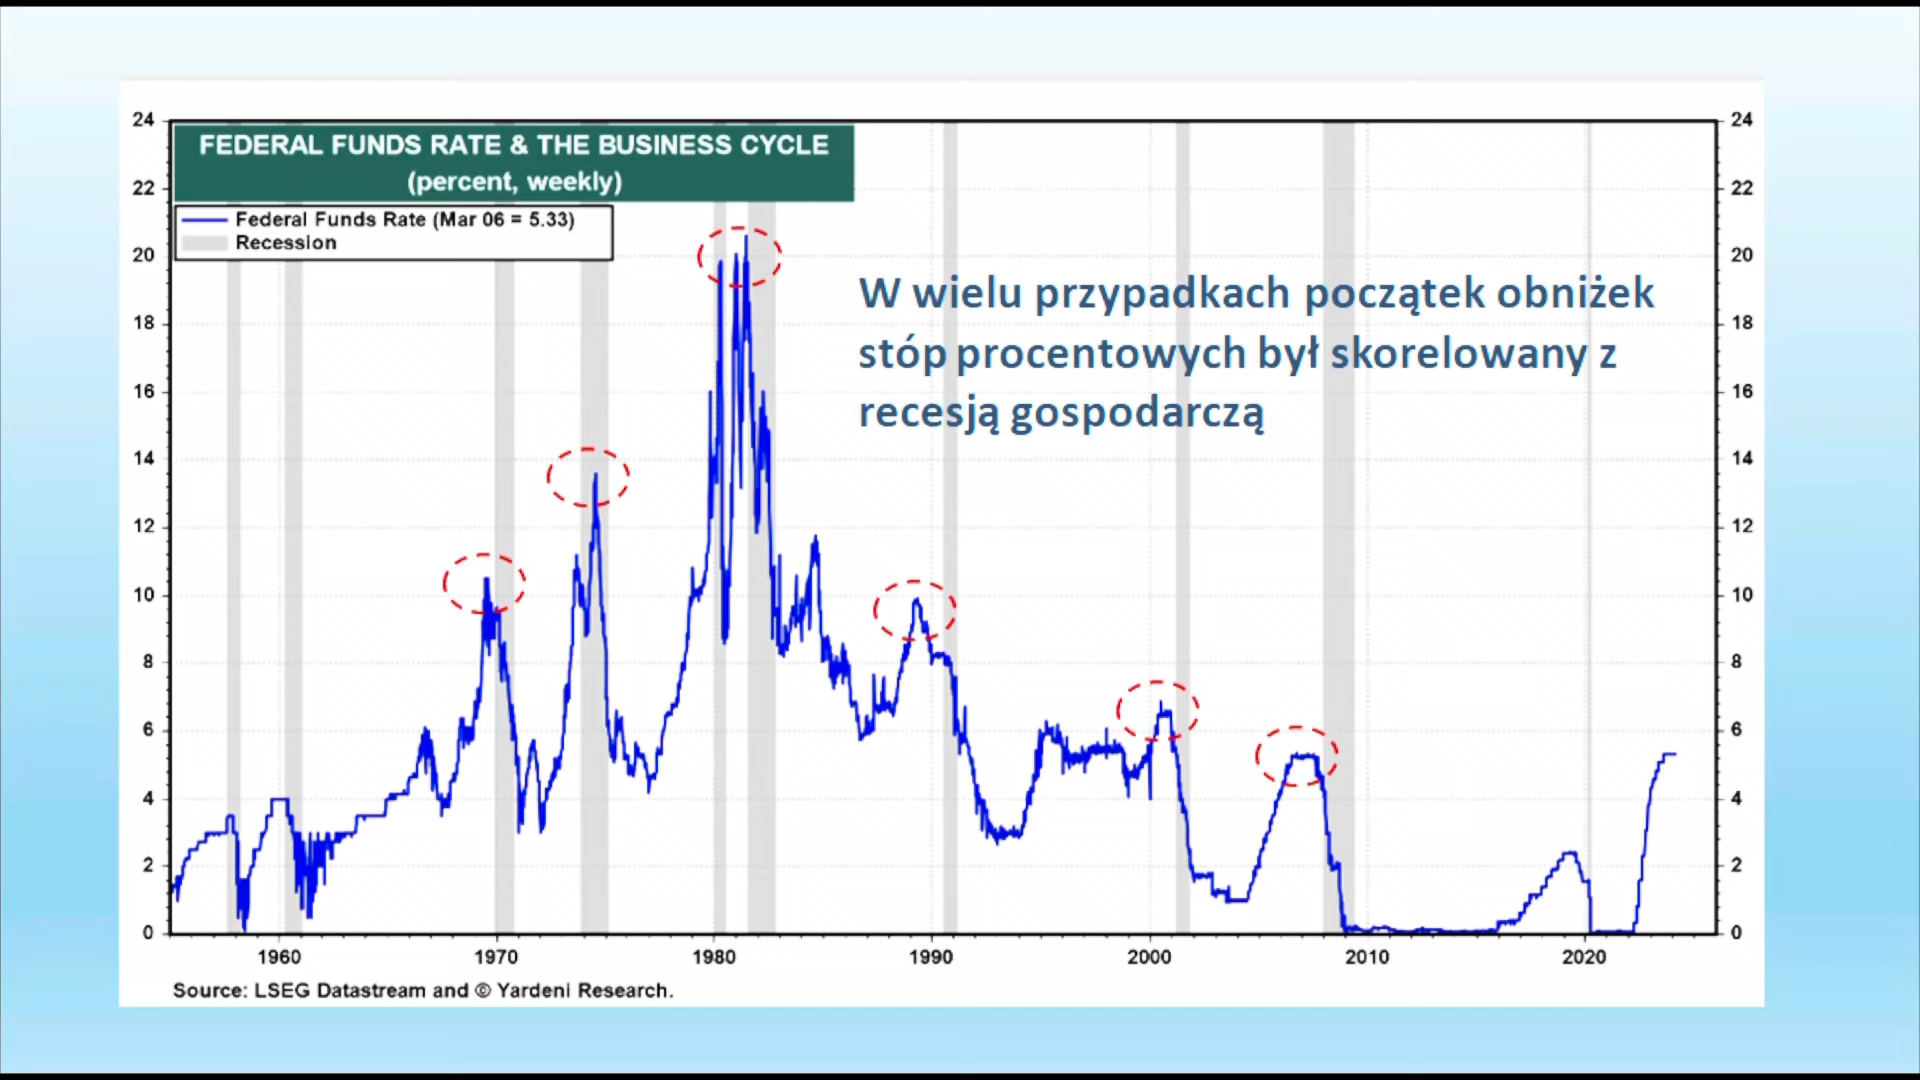 FEDERAL FUNDS RATE & THE BUSINESS CYCLE
(percent, weekly)
Federal Funds Rate (Mar 06 = 5.33)
Recession
W wielu przypadkach początek obniżek
stóp procentowych był skorelowany z
recesją gospodarczą
24 24
22 22
20 20
18 18
16 16
14 14
12 12
10 10
8 8
6 6
4 4
2 2
0 0
1960 1970 1980 1990 2000 2010 2020
Source: LSEG Datastream and © Yardeni Research.